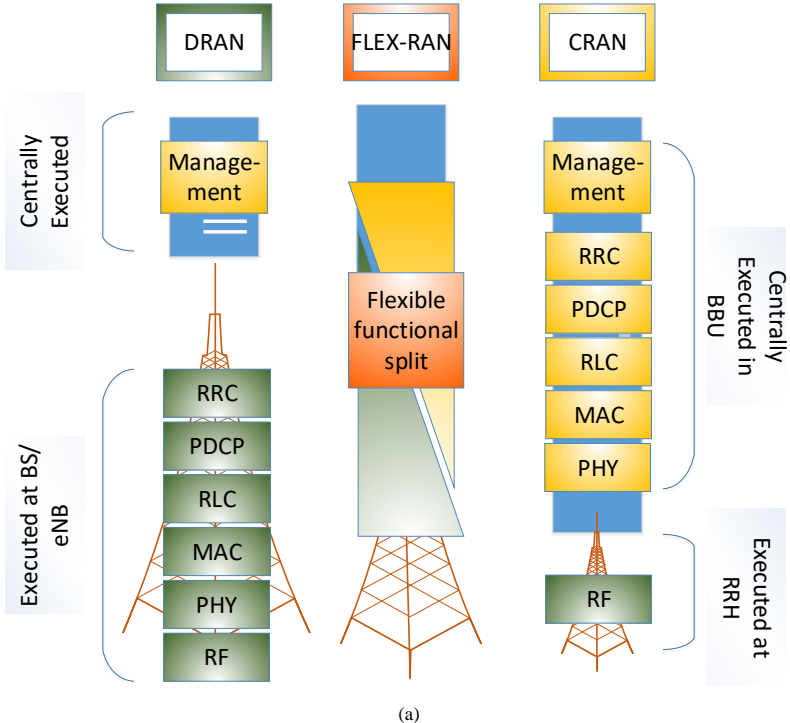 DRAN
FLEX-RAN
CRAN
Centrally
Executed
Manage-
ment
Executed at BS/
eNB
RRC
PDCP
RLC
MAC
PHY
RF
Flexible
functional
split
Manage-
ment
RRC
PDCP
RLC
MAC
PHY
Centrally
Executed in
BBU
RF
Executed at
RRH
(a)